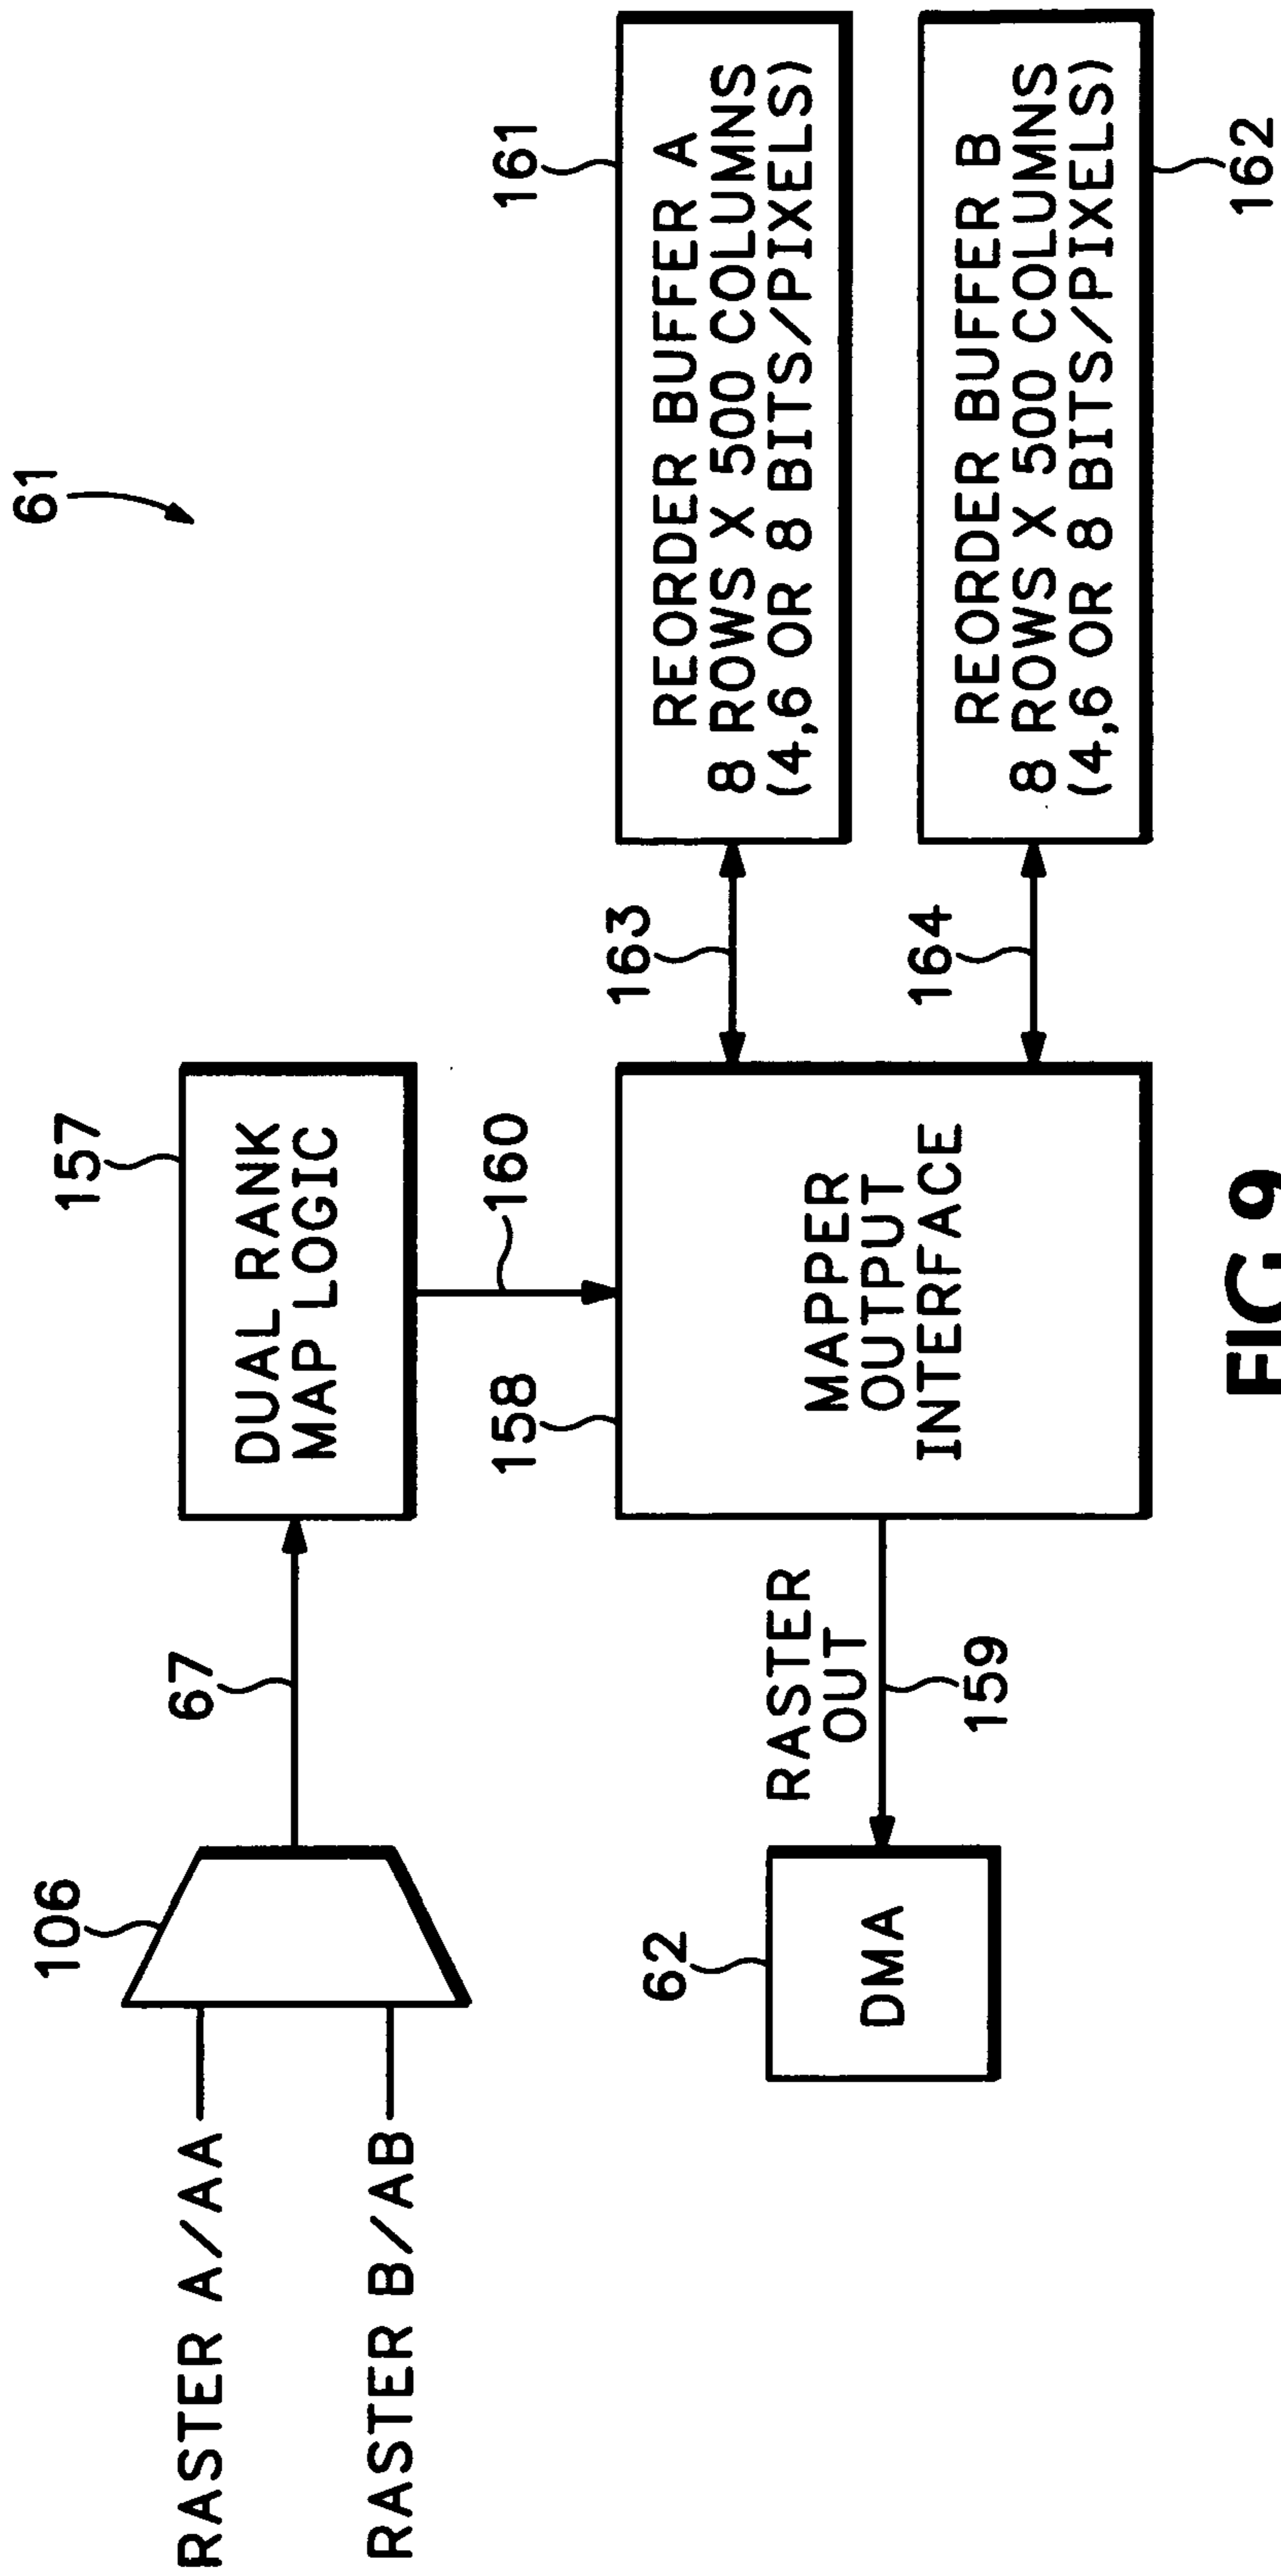 61
RASTER A/AA
RASTER B/AB
106
67
157
DUAL RANK
MAP LOGIC
160
158
MAPPER
OUTPUT
INTERFACE
62
DMA
RASTER
OUT
159
163
164
161
REORDER BUFFER A
8 ROWS X 500 COLUMNS
(4,6 OR 8 BITS/PIXELS)
REORDER BUFFER B
8 ROWS X 500 COLUMNS
(4,6 OR 8 BITS/PIXELS)
162
FIG. 9